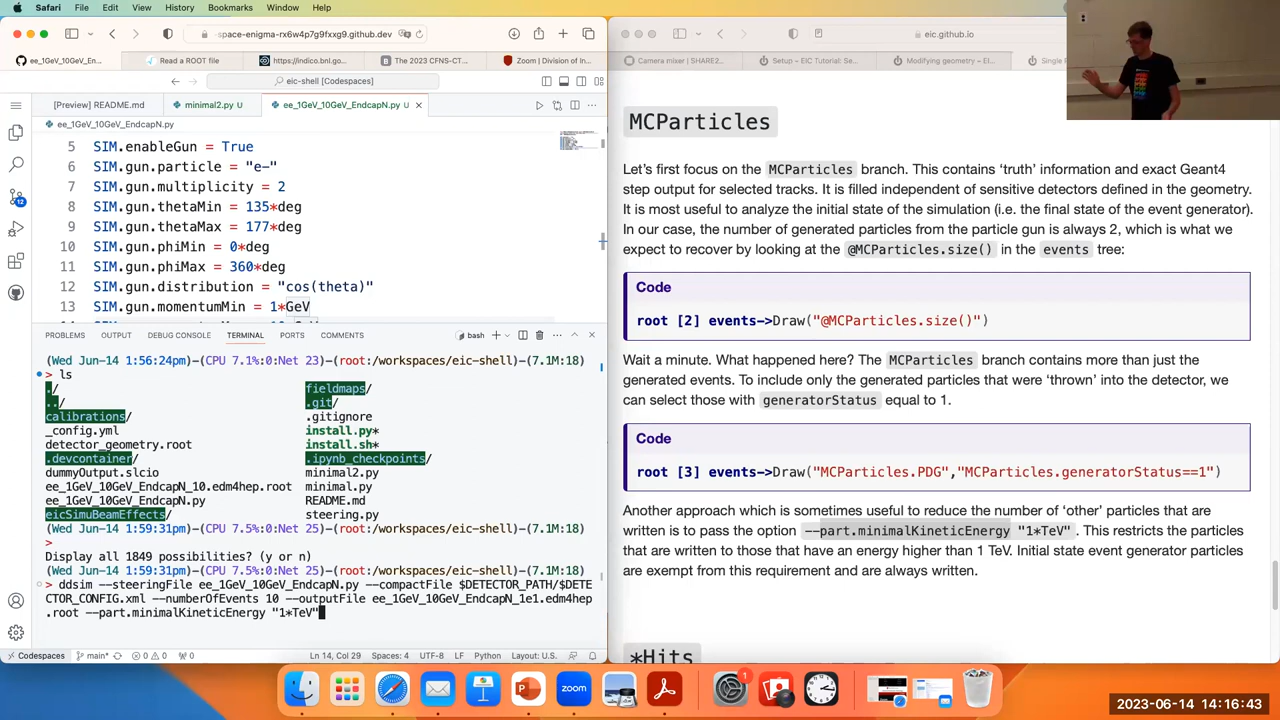 Safari File Edit View History Bookmarks Window Help
-space-enigma-rx6w4p7g9fxxg9.github.dev
ee_1GeV_10GeV_En...
Read a ROOT file
https://indico.bnl.go...
The 2023 CFNS-CT...
Zoom | Division of In...
eic-shell [Codespaces]
[Preview] README.md
minimal2.py U
ee_1GeV_10GeV_EndcapN.py U
ee_1GeV_10GeV_EndcapN.py
5 SIM.enableGun = True
6 SIM.gun.particle = "e-"
7 SIM.gun.multiplicity = 2
8 SIM.gun.thetaMin = 135*deg
9 SIM.gun.thetaMax = 177*deg
10 SIM.gun.phiMin = 0*deg
11 SIM.gun.phiMax = 360*deg
12 SIM.gun.distribution = "cos(theta)"
13 SIM.gun.momentumMin = 1*GeV
12
PROBLEMS OUTPUT DEBUG CONSOLE TERMINAL PORTS COMMENTS
bash
(Wed Jun-14 1:56:24pm)-(CPU 7.1%:0:Net 23)-(root:/workspaces/eic-shell)-(7.1M:18)
> ls
./ fieldmaps/
../ .git/
calibrations/ .gitignore
_config.yml install.py*
detector_geometry.root install.sh*
.devcontainer/ .ipynb_checkpoints/
dummyOutput.slcio minimal2.py
ee_1GeV_10GeV_EndcapN_10.edm4hep.root minimal.py
ee_1GeV_10GeV_EndcapN.py README.md
eicSimuBeamEffects/ steering.py
(Wed Jun-14 1:59:31pm)-(CPU 7.5%:0:Net 25)-(root:/workspaces/eic-shell)-(7.1M:18)
>
Display all 1849 possibilities? (y or n)
(Wed Jun-14 1:59:31pm)-(CPU 7.5%:0:Net 25)-(root:/workspaces/eic-shell)-(7.1M:18)
> ddsim --steeringFile ee_1GeV_10GeV_EndcapN.py --compactFile $DETECTOR_PATH/$DETE
CTOR_CONFIG.xml --numberOfEvents 10 --outputFile ee_1GeV_10GeV_EndcapN_1e1.edm4hep
.root --part.minimalKineticEnergy "1*TeV"
Codespaces main* 0 0 0 Ln 14, Col 29 Spaces: 4 UTF-8 LF Python Layout: U.S.
eic.github.io
Camera mixer | SHARE2...
Setup – EIC Tutorial: Se...
Modifying geometry – ei...
Single P
MCParticles
Let's first focus on the MCParticles branch. This contains 'truth' information and exact Geant4
step output for selected tracks. It is filled independent of sensitive detectors defined in the geometry.
It is most useful to analyze the initial state of the simulation (i.e. the final state of the event generator).
In our case, the number of generated particles from the particle gun is always 2, which is what we
expect to recover by looking at the @MCParticles.size() in the events tree:
Code
root [2] events->Draw("@MCParticles.size()")
Wait a minute. What happened here? The MCParticles branch contains more than just the
generated events. To include only the generated particles that were 'thrown' into the detector, we
can select those with generatorStatus equal to 1.
Code
root [3] events->Draw("MCParticles.PDG","MCParticles.generatorStatus==1")
Another approach which is sometimes useful to reduce the number of 'other' particles that are
written is to pass the option --part.minimalKineticEnergy "1*TeV". This restricts the particles
that are written to those that have an energy higher than 1 TeV. Initial state event generator particles
are exempt from this requirement and are always written.
*Hits
zoom
1
2023-06-14 14:16:43